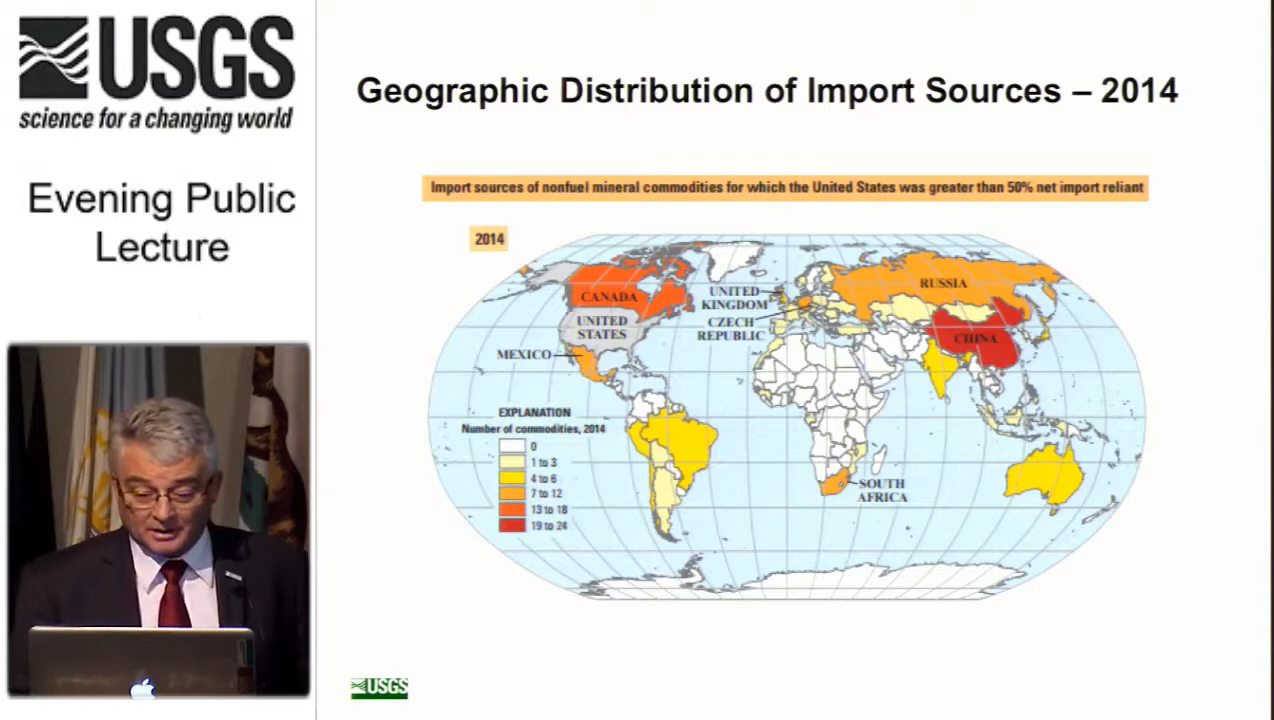 USGS
science for a changing world
Evening Public
Lecture
Geographic Distribution of Import Sources – 2014
Import sources of nonfuel mineral commodities for which the United States was greater than 50% net import reliant
2014
CANADA
UNITED
STATES
MEXICO
UNITED
KINGDOM
CZECH
REPUBLIC
RUSSIA
CHINA
SOUTH
AFRICA
EXPLANATION
Number of commodities, 2014
0
1 to 3
4 to 6
7 to 12
13 to 18
19 to 24
USGS